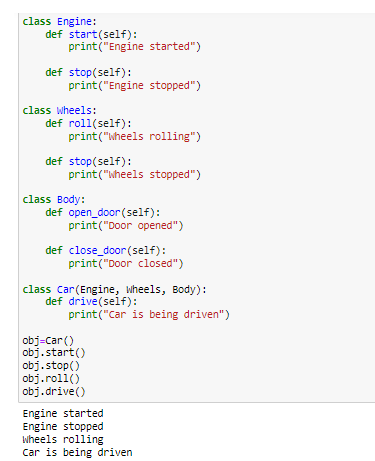 class Engine:
    def start(self):
        print("Engine started")

    def stop(self):
        print("Engine stopped")

class Wheels:
    def roll(self):
        print("Wheels rolling")

    def stop(self):
        print("Wheels stopped")

class Body:
    def open_door(self):
        print("Door opened")

    def close_door(self):
        print("Door closed")

class Car(Engine, Wheels, Body):
    def drive(self):
        print("Car is being driven")

obj=Car()
obj.start()
obj.stop()
obj.roll()
obj.drive()
Engine started
Engine stopped
Wheels rolling
Car is being driven